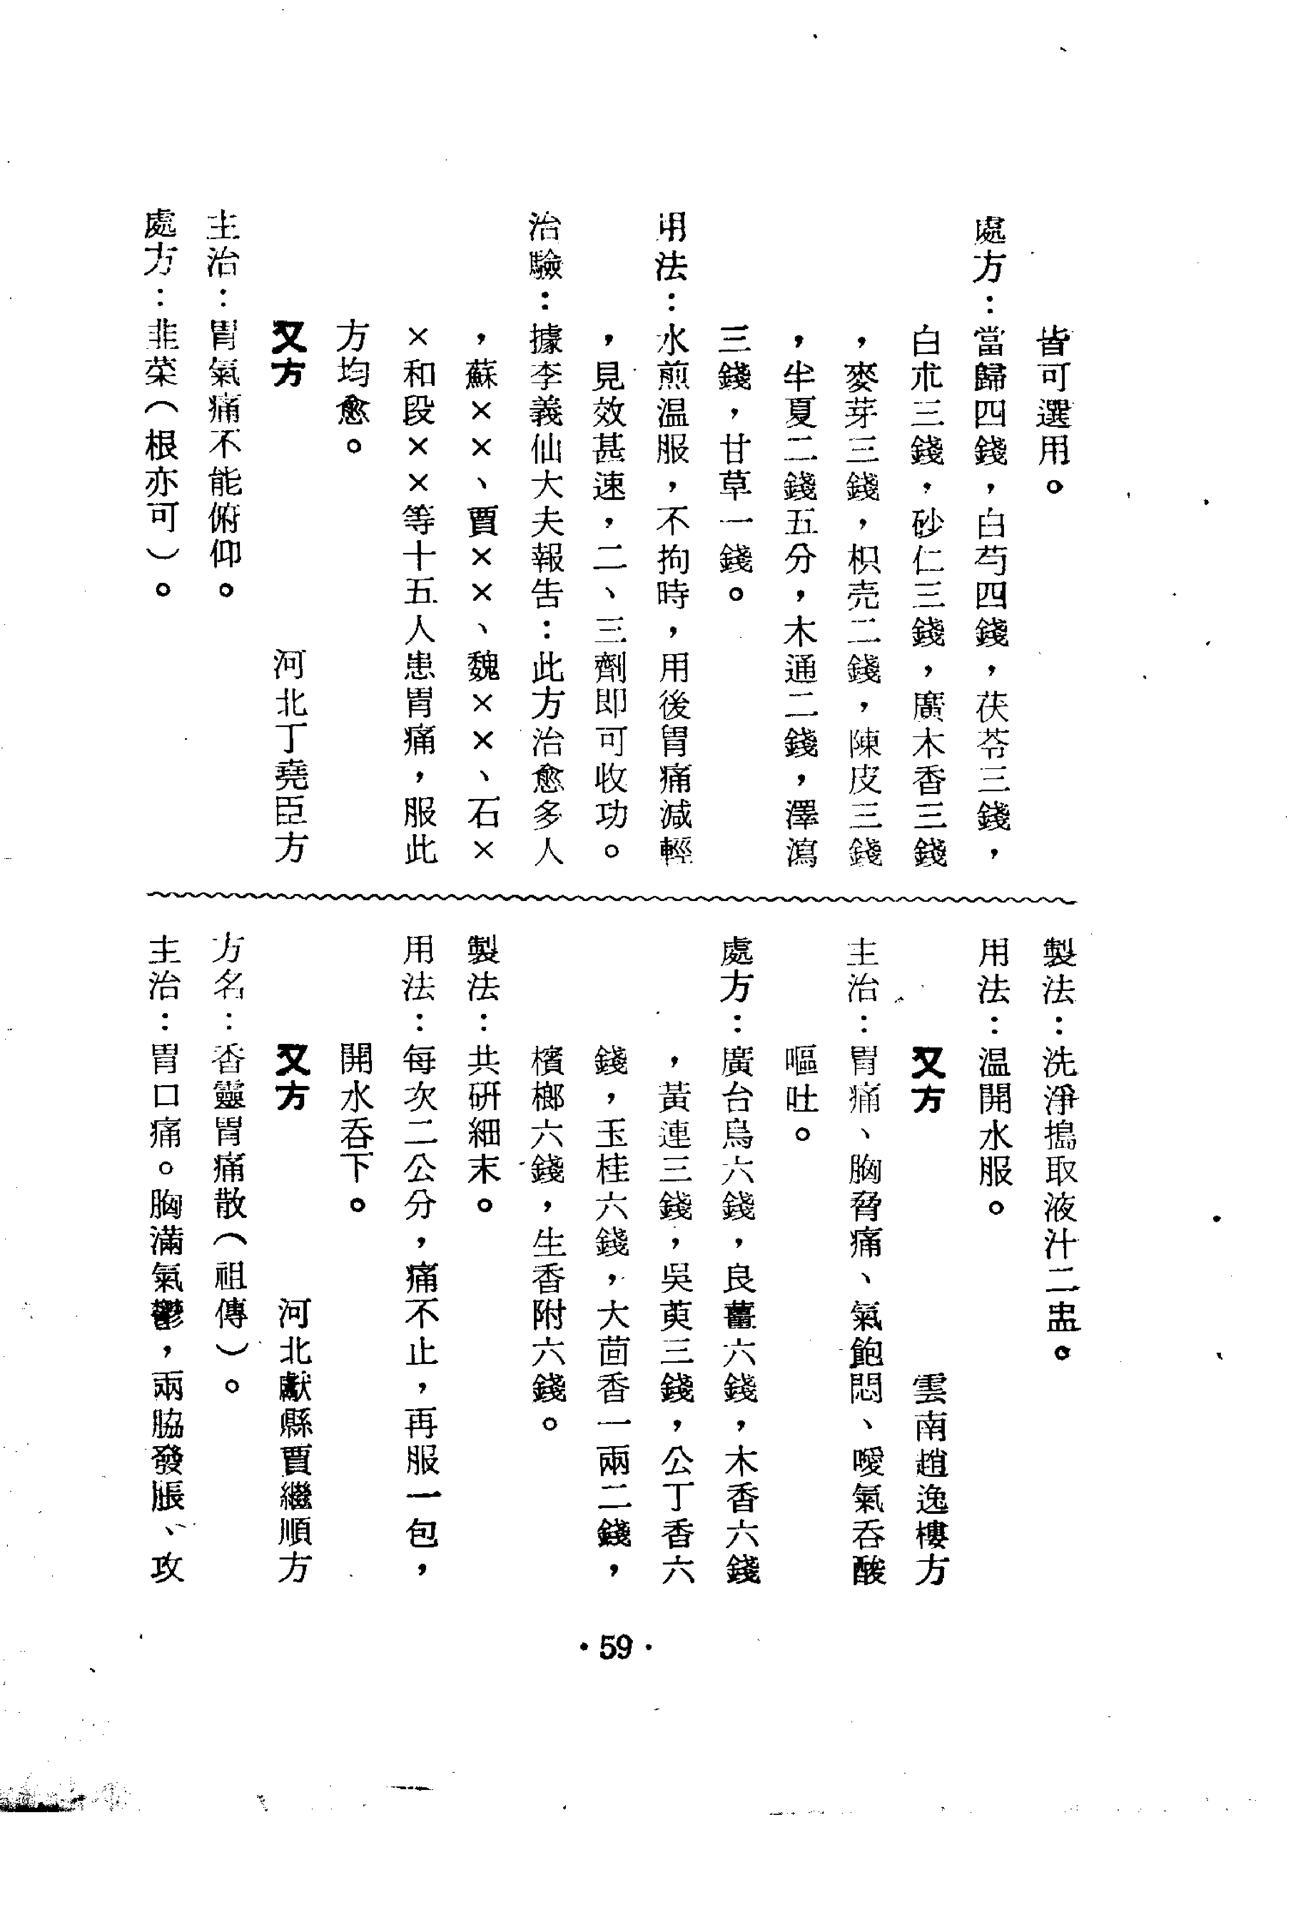 皆可選用。
處方：當歸四錢，白芍四錢，茯苓三錢，
白朮三錢，砂仁三錢，廣木香三錢
，麥芽三錢，枳壳二錢，陳皮三錢
，半夏二錢五分，木通二錢，澤瀉
三錢，甘草一錢。
用法：水煎温服，不拘時，用後胃痛減輕
，見效甚速，二、三劑即可收功。
治驗：據李義仙大夫報告：此方治愈多人
，蘇××、賈××、魏××、石×
×和段××等十五人患胃痛，服此
方均愈。
又方　河北丁堯臣方
主治：胃氣痛不能俯仰。
處方：韭菜（根亦可）。
製法：洗淨搗取液汁二盅。
用法：温開水服。
又方　雲南趙逸樓方
主治：胃痛、胸脅痛、氣飽悶、噯氣吞酸
嘔吐。
處方：廣台烏六錢，良薑六錢，木香六錢
，黃連三錢，吳萸三錢，公丁香六
錢，玉桂六錢，大茴香一兩二錢，
檳榔六錢，生香附六錢。
製法：共研細末。
用法：每次二公分，痛不止，再服一包，
開水吞下。
又方　河北獻縣賈繼順方
方名：香靈胃痛散（祖傳）。
主治：胃口痛。胸滿氣鬱，兩脇發脹、攻
·59·